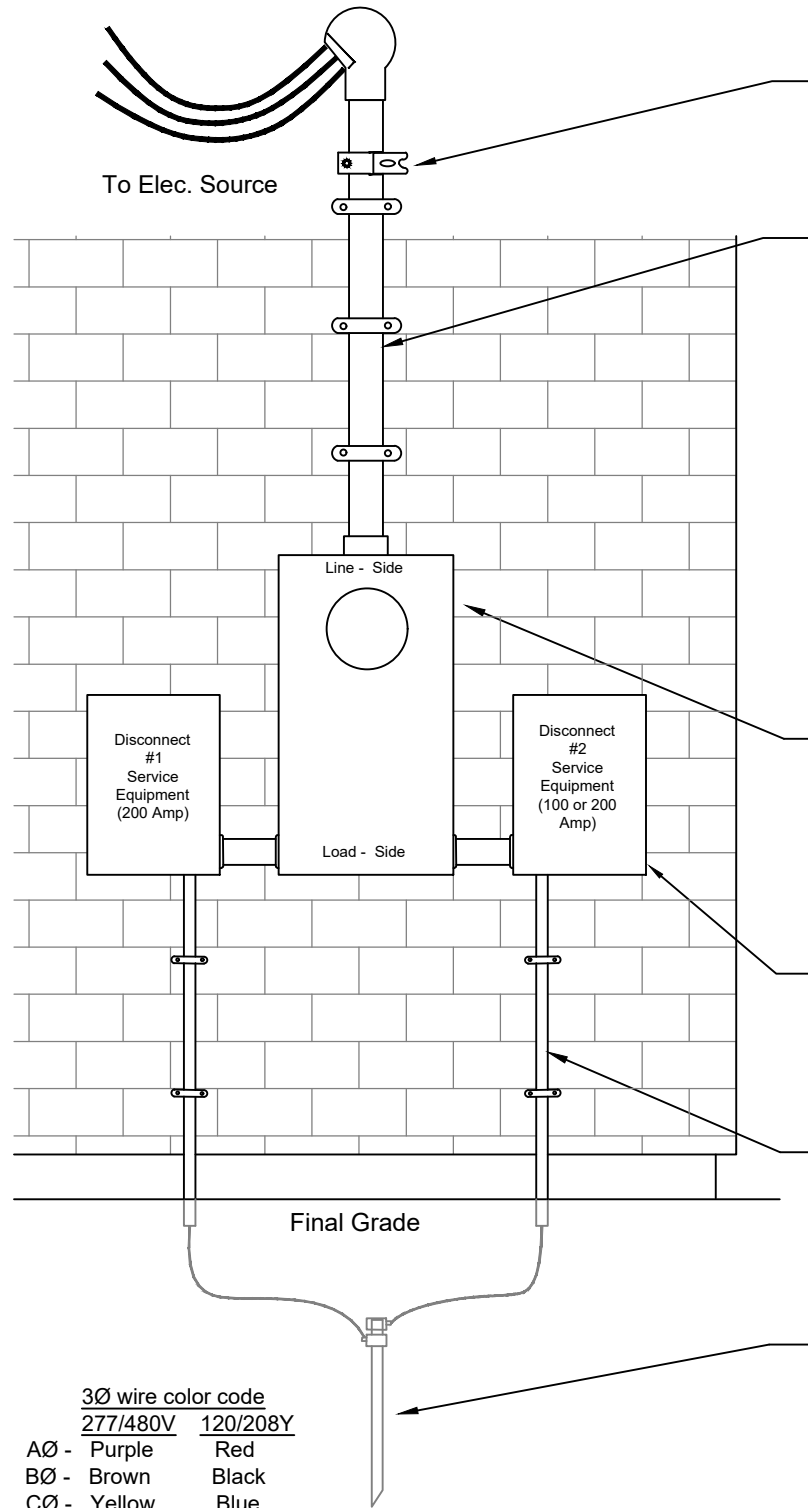 To Elec. Source
Line - Side
Disconnect
#1
Service
Equipment
(200 Amp)
Disconnect
#2
Service
Equipment
(100 or 200
Amp)
Load - Side
Final Grade
3Ø wire color code
277/480V 120/208Y
AØ - Purple Red
BØ - Brown Black
CØ - Yellow Blue